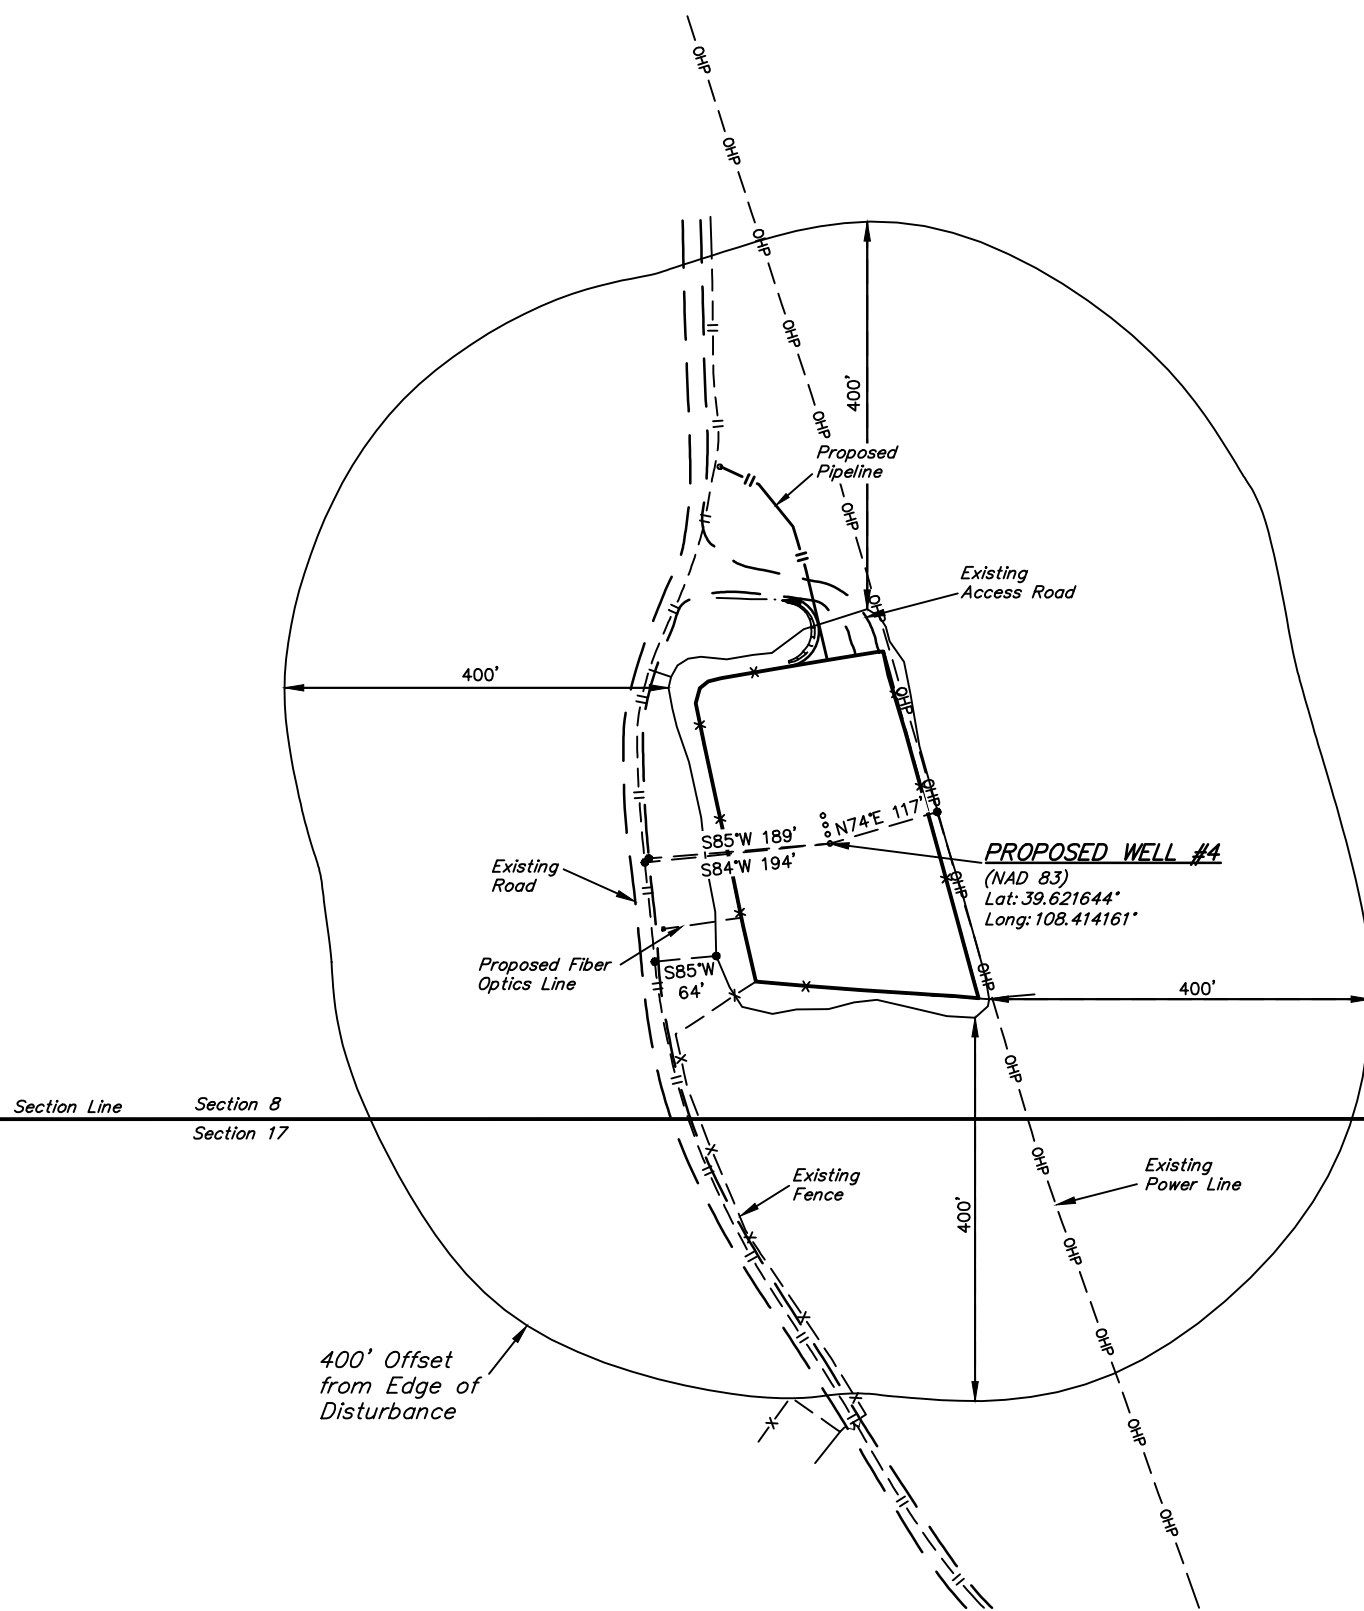 OHP
OHP
OHP
OHP
400'
OHP
Proposed
Pipeline
OHP
Existing
Access Road
OHP
400'
OHP
OHP
S85°W 189'
N74°E 117'
S84°W 194'
PROPOSED WELL #4
(NAD 83)
Lat: 39.621644°
Long: 108.414161°
Existing
Road
OHP
Proposed Fiber
Optics Line
S85°W
64'
OHP
400'
OHP
Section Line
Section 8
Section 17
OHP
Existing
Fence
Existing
Power Line
400'
OHP
OHP
400' Offset
from Edge of
Disturbance
OHP
OHP